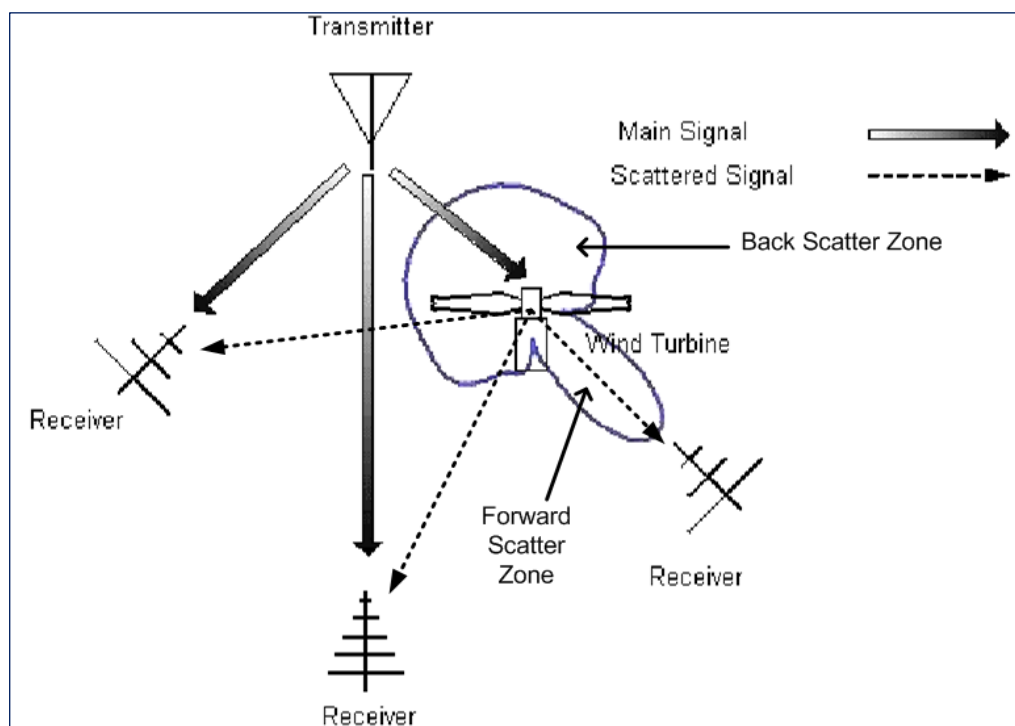 Transmitter
Main Signal
Scattered Signal
Back Scatter Zone
Wind Turbine
Receiver
Forward
Scatter
Zone
Receiver
Receiver